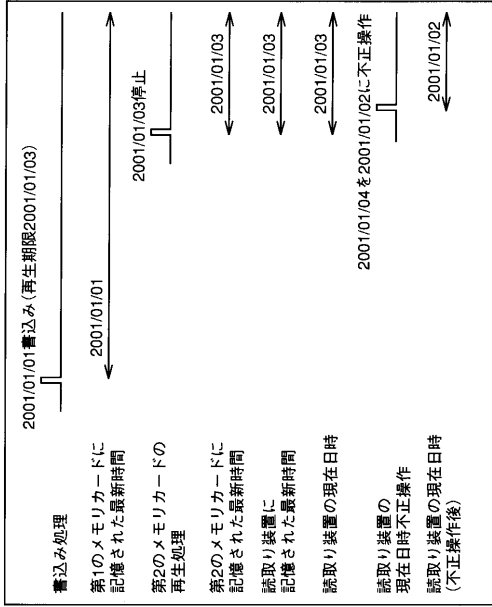 書込み処理
2001/01/01書込み(再生期限2001/01/03)
第1のメモリカードに
記憶された最新時間
2001/01/01
第2のメモリカードの
再生処理
2001/01/03停止
第2のメモリカードに
記憶された最新時間
2001/01/03
読取り装置に
記憶された最新時間
2001/01/03
読取り装置の現在日時
2001/01/03
読取り装置の
現在日時不正操作
2001/01/04を2001/01/02に不正操作
読取り装置の現在日時
(不正操作後)
2001/01/02